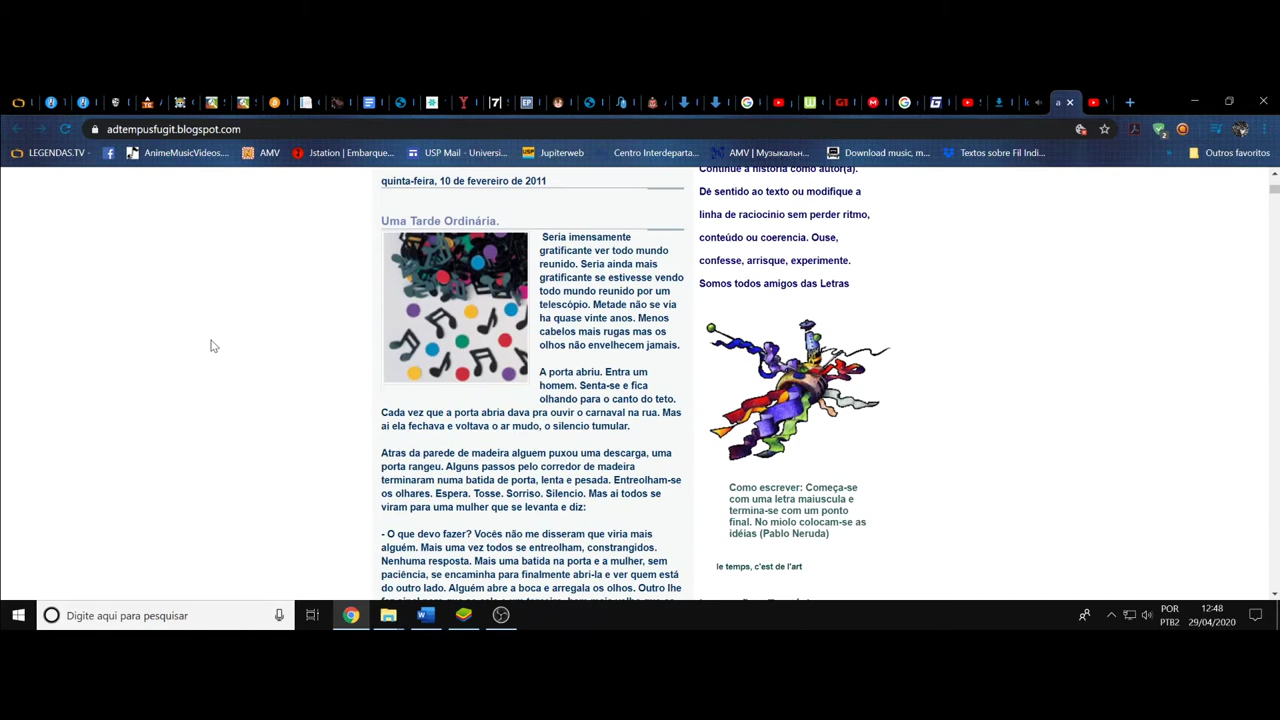 adtempusfugit.blogspot.com
LEGENDAS.TV
AnimeMusicVideos....
AMV
Jstation | Embarque...
USP Mail - Universi...
Jupiterweb
Centro Interdeparta...
AMV | Музыкальн...
Download music, m...
Textos sobre Fil Indi...
Outros favoritos
quinta-feira, 10 de fevereiro de 2011
Uma Tarde Ordinária.
Seria imensamente
gratificante ver todo mundo
reunido. Seria ainda mais
gratificante se estivesse vendo
todo mundo reunido por um
telescópio. Metade não se via
ha quase vinte anos. Menos
cabelos mais rugas mas os
olhos não envelhecem jamais.
A porta abriu. Entra um
homem. Senta-se e fica
olhando para o canto do teto.
Cada vez que a porta abria dava pra ouvir o carnaval na rua. Mas
ai ela fechava e voltava o ar mudo, o silencio tumular.
Atras da parede de madeira alguem puxou uma descarga, uma
porta rangeu. Alguns passos pelo corredor de madeira
terminaram numa batida de porta, lenta e pesada. Entreolham-se
os olhares. Espera. Tosse. Sorriso. Silencio. Mas ai todos se
viram para uma mulher que se levanta e diz:
- O que devo fazer? Vocês não me disseram que viria mais
alguém. Mais uma vez todos se entreolham, constrangidos.
Nenhuma resposta. Mais uma batida na porta e a mulher, sem
paciência, se encaminha para finalmente abri-la e ver quem está
do outro lado. Alguém abre a boca e arregala os olhos. Outro lhe
Continue a história como autor(a).
Dê sentido ao texto ou modifique a
linha de raciocinio sem perder ritmo,
conteúdo ou coerencia. Ouse,
confesse, arrisque, experimente.
Somos todos amigos das Letras
Como escrever: Começa-se
com uma letra maiuscula e
termina-se com um ponto
final. No miolo colocam-se as
idéias (Pablo Neruda)
le temps, c'est de l'art
Digite aqui para pesquisar
POR
PTB2
12:48
29/04/2020